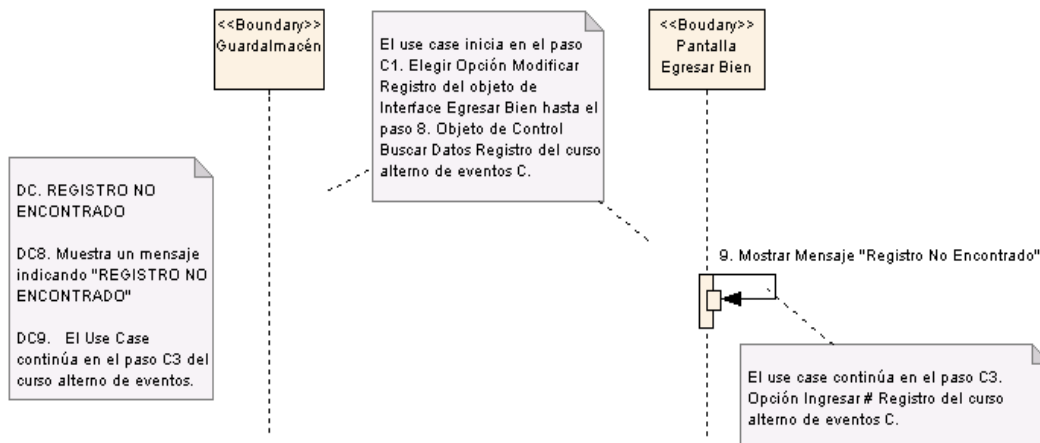 <<Boundary>>
Guardalmacén
El use case inicia en el paso
C1. Elegir Opción Modificar
Registro del objeto de
Interface Egresar Bien hasta el
paso 8. Objeto de Control
Buscar Datos Registro del curso
alterno de eventos C.
<<Boudary>>
Pantalla
Egresar Bien
DC. REGISTRO NO
ENCONTRADO
DC8. Muestra un mensaje
indicando "REGISTRO NO
ENCONTRADO"
DC9. El Use Case
continúa en el paso C3 del
curso alterno de eventos.
9. Mostrar Mensaje "Registro No Encontrado"
El use case continúa en el paso C3.
Opción Ingresar # Registro del curso
alterno de eventos C.